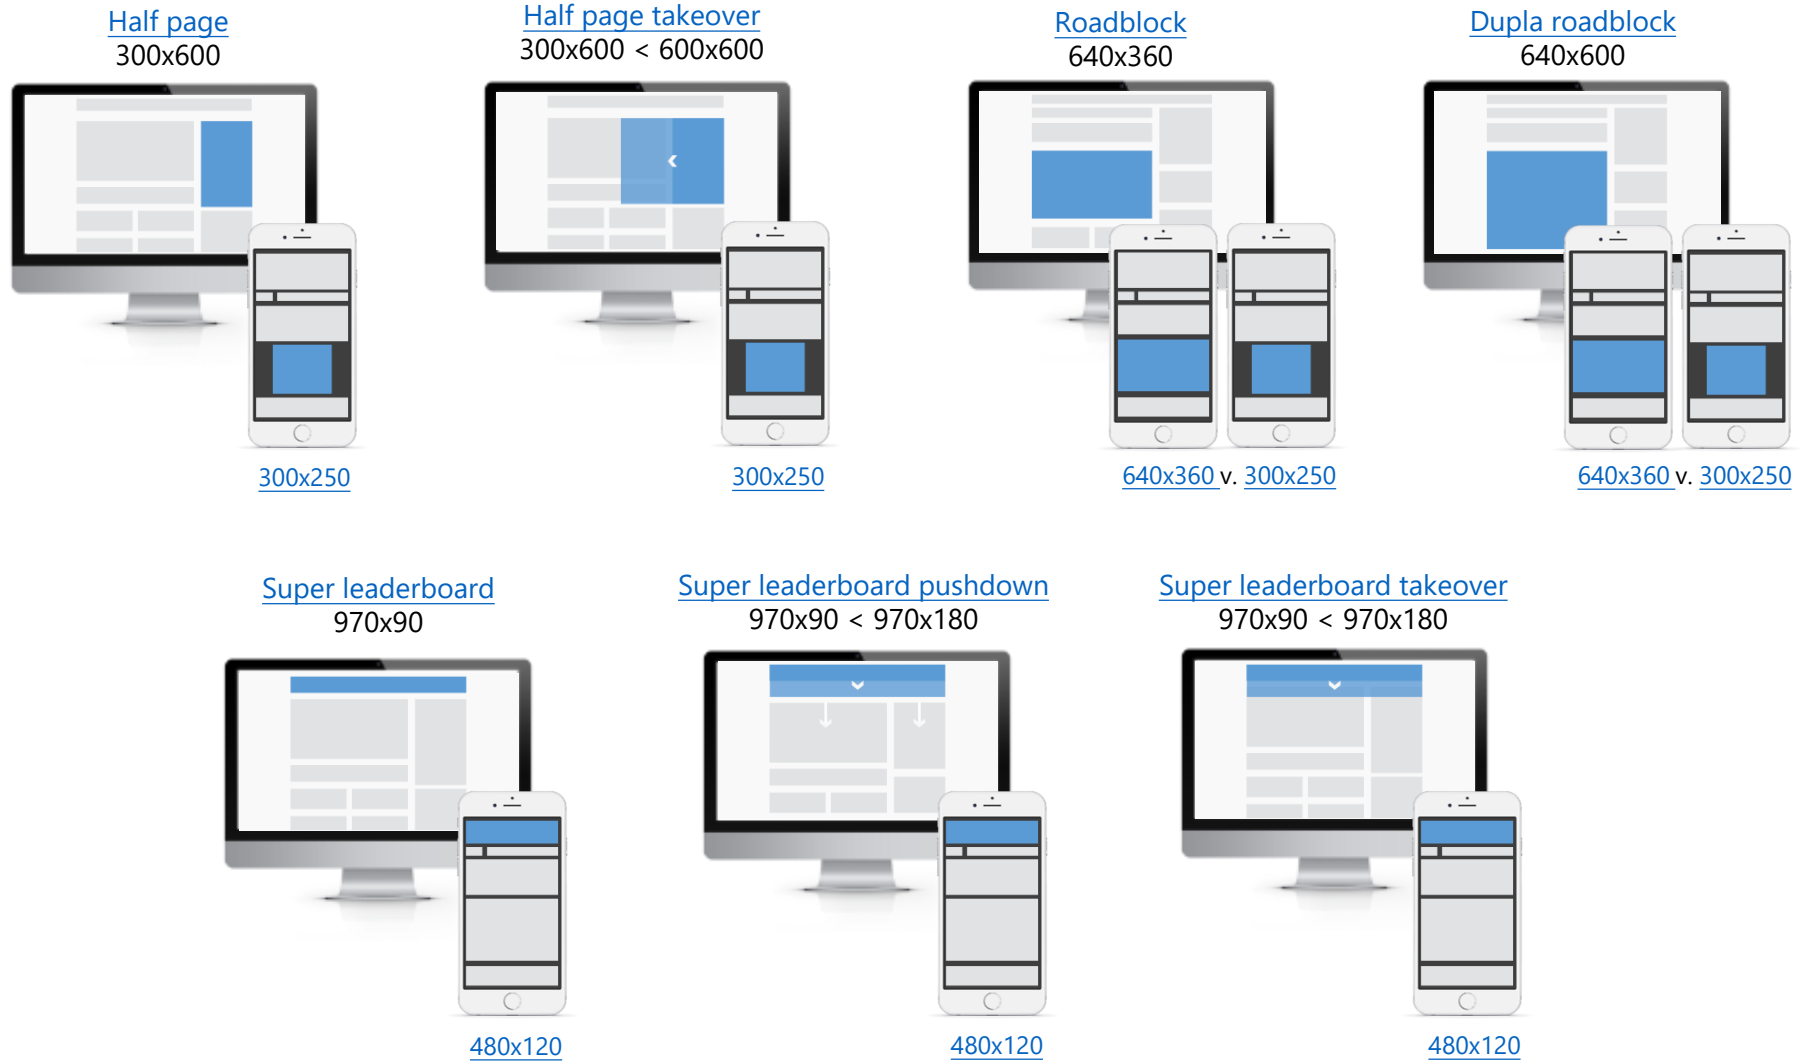 Half page
300x600
Half page takeover
300x600 < 600x600
Roadblock
640x360
Dupla roadblock
640x600
300x250
300x250
640x360 v. 300x250
640x360 v. 300x250
Super leaderboard
970x90
Super leaderboard pushdown
970x90 < 970x180
Super leaderboard takeover
970x90 < 970x180
480x120
480x120
480x120